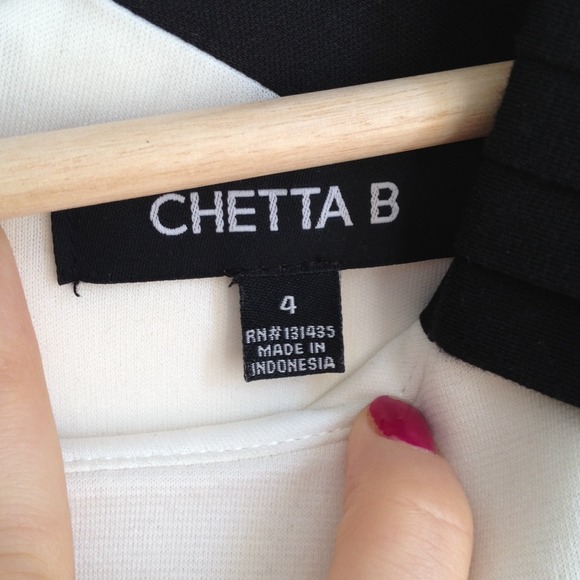 CHETTA B
4
RN#131435
MADE IN
INDONESIA